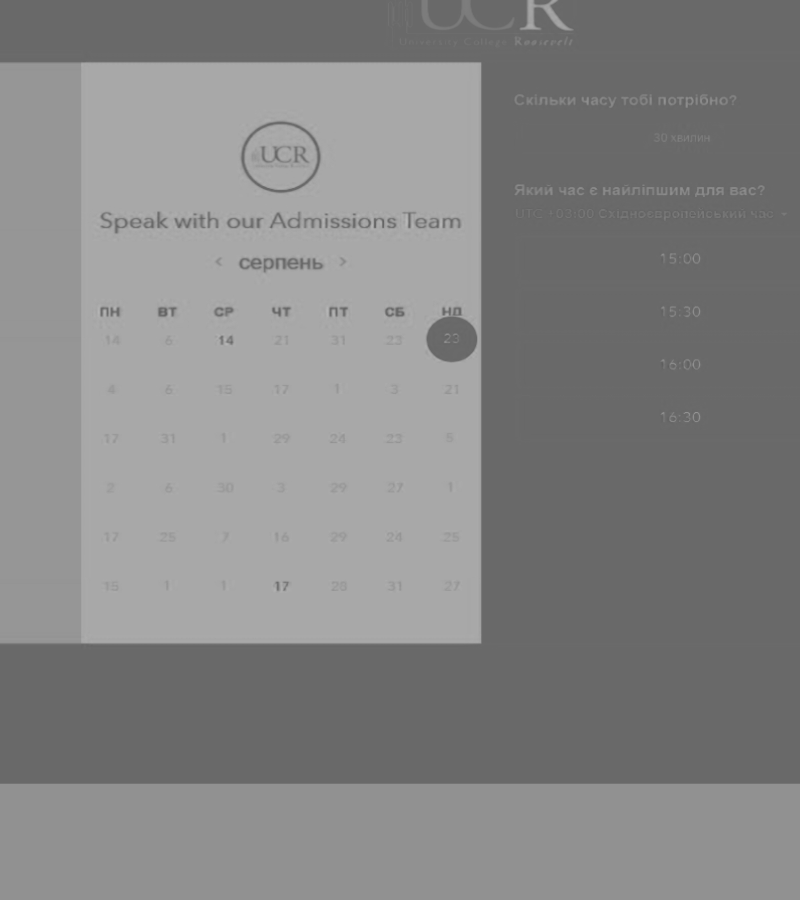 UCR
University College Roosevelt
UCR
Speak with our Admissions Team
< серпень >
ПН ВТ СР ЧТ ПТ СБ НД
14 6 14 21 31 23 23
4 6 15 17 1 3 21
17 31 1 29 24 23 5
2 6 30 3 29 27 1
17 25 7 16 29 24 25
15 1 1 17 28 31 27
Скільки часу тобі потрібно?
30 хвилин
Який час є найліпшим для вас?
UTC +03:00 Східноєвропейський час
15:00
15:30
16:00
16:30